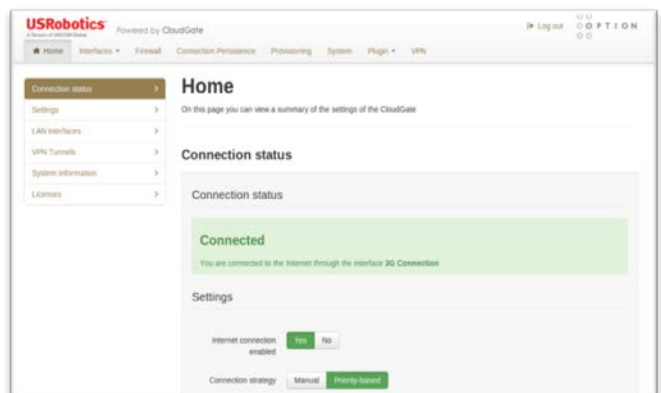 USRobotics
Powered by CloudGate
Log out
OPTION
Home Interfaces Firewall Connection Persistence Provisioning System Plugin VPN
Connection status
Settings
LAN interfaces
VPN Tunnels
System Information
Licenses
Home
On this page you can view a summary of the settings of the CloudGate
Connection status
Connection status
Connected
You are connected to the Internet through the interface 3G Connection
Settings
Internet connection
enabled
Yes No
Connection strategy
Manual Priority-based